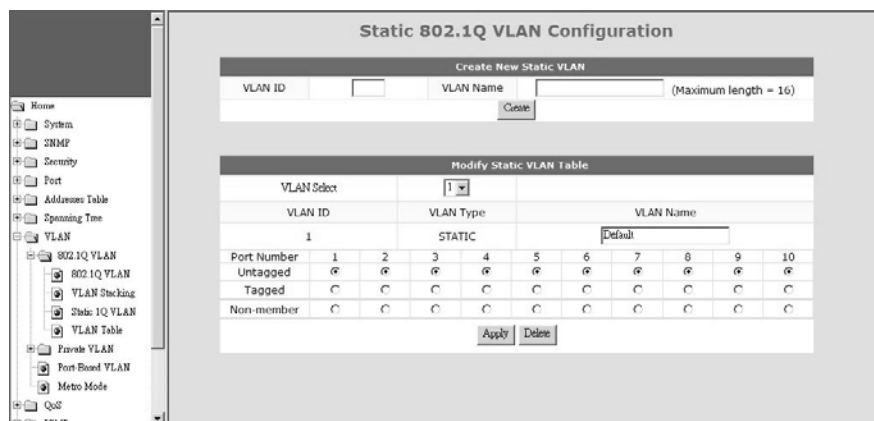 Static 802.1Q VLAN Configuration
Create New Static VLAN
VLAN ID VLAN Name (Maximum length = 16)
Create
Modify Static VLAN Table
VLAN Select 1
VLAN ID VLAN Type VLAN Name
1 STATIC Default
Port Number 1 2 3 4 5 6 7 8 9 10
Untagged
Tagged
Non-member
Apply Delete
Home
System
SNMP
Security
Port
Addresses Table
Spanning Tree
VLAN
802.1Q VLAN
802.1Q VLAN
VLAN Stacking
Static 1Q VLAN
VLAN Table
Private VLAN
Port-Based VLAN
Metro Mode
QoS